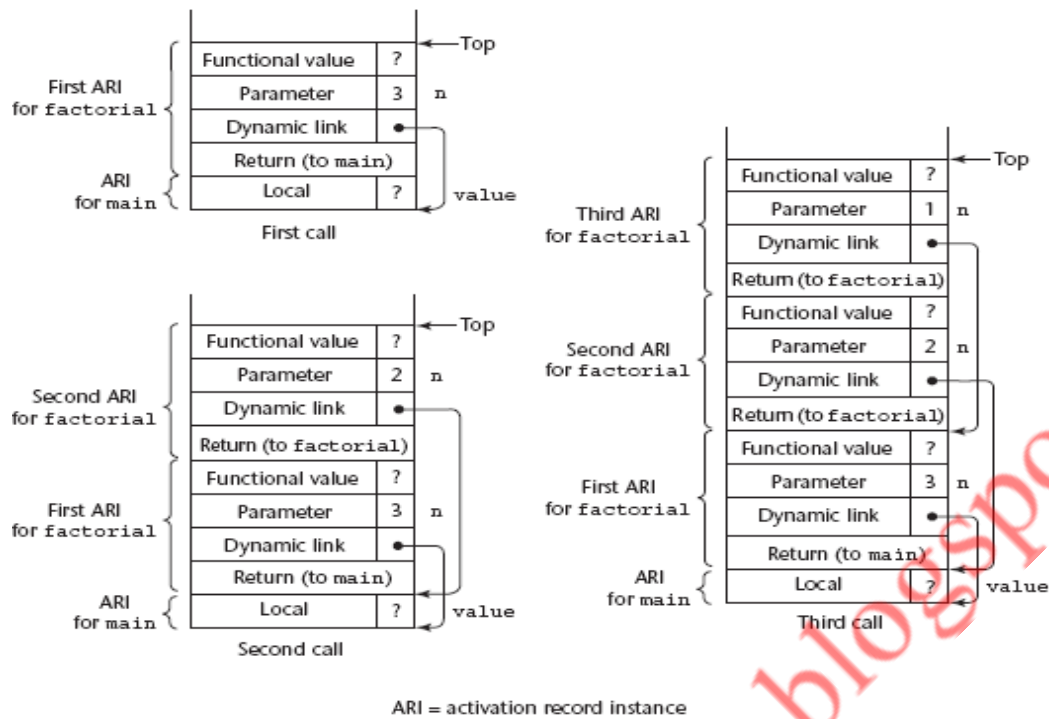 Top
First ARI
for factorial
Functional value ?
Parameter 3 n
Dynamic link
Return (to main)
ARI
for main
Local ?
value
First call
Top
Second ARI
for factorial
Functional value ?
Parameter 2 n
Dynamic link
Return (to factorial)
First ARI
for factorial
Functional value ?
Parameter 3 n
Dynamic link
Return (to main)
ARI
for main
Local ?
value
Second call
Top
Third ARI
for factorial
Functional value ?
Parameter 1 n
Dynamic link
Return (to factorial)
Second ARI
for factorial
Functional value ?
Parameter 2 n
Dynamic link
Return (to factorial)
First ARI
for factorial
Functional value ?
Parameter 3 n
Dynamic link
Return (to main)
ARI
for main
Local ?
value
Third call
ARI = activation record instance
blogspo